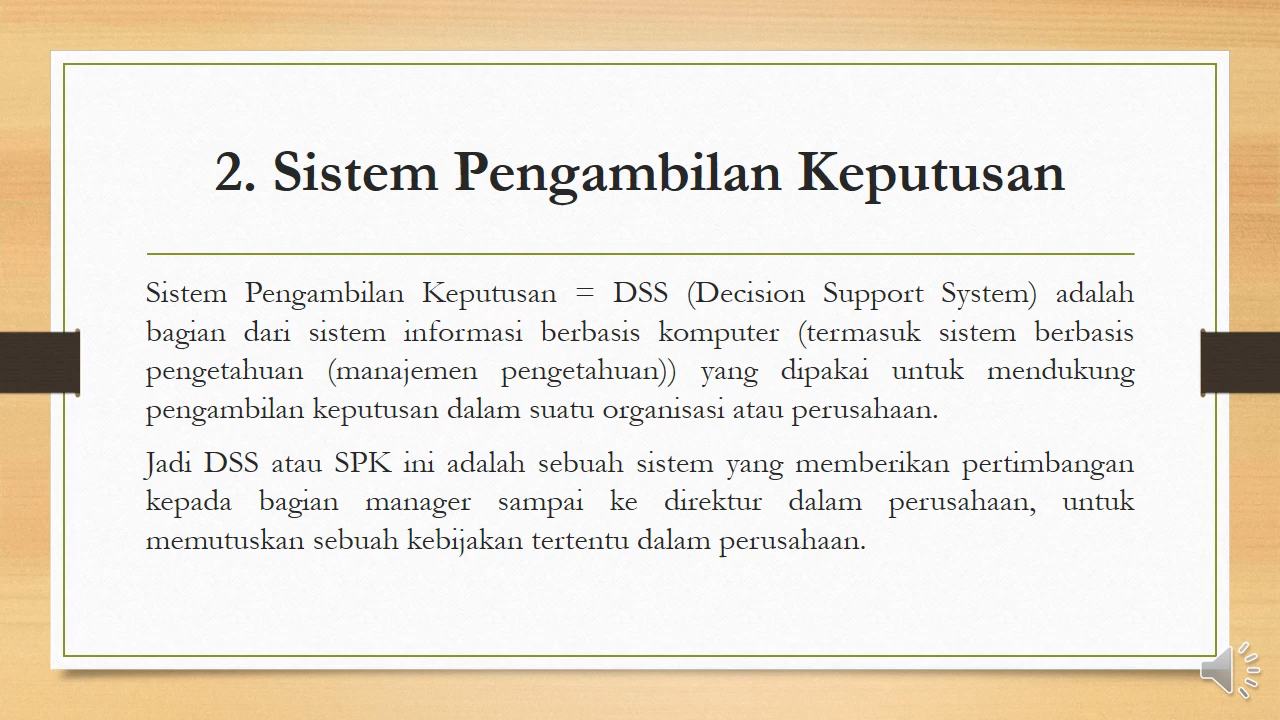 2. Sistem Pengambilan Keputusan
Sistem Pengambilan Keputusan = DSS (Decision Support System) adalah
bagian dari sistem informasi berbasis komputer (termasuk sistem berbasis
pengetahuan (manajemen pengetahuan)) yang dipakai untuk mendukung
pengambilan keputusan dalam suatu organisasi atau perusahaan.
Jadi DSS atau SPK ini adalah sebuah sistem yang memberikan pertimbangan
kepada bagian manager sampai ke direktur dalam perusahaan, untuk
memutuskan sebuah kebijakan tertentu dalam perusahaan.